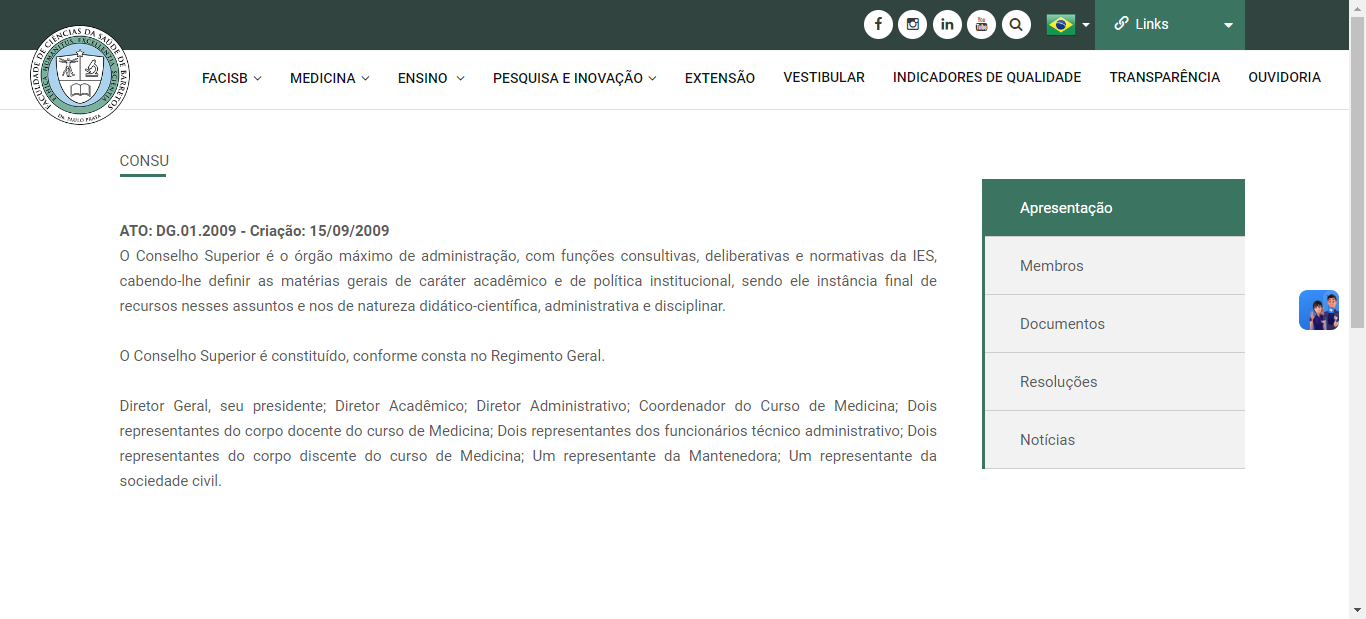 Links
FACULDADE DE CIÊNCIAS DA SAÚDE DE BARRETOS
DR. PAULO PRATA
FACISB
MEDICINA
ENSINO
PESQUISA E INOVAÇÃO
EXTENSÃO
VESTIBULAR
INDICADORES DE QUALIDADE
TRANSPARÊNCIA
OUVIDORIA
CONSU
ATO: DG.01.2009 - Criação: 15/09/2009
O Conselho Superior é o órgão máximo de administração, com funções consultivas, deliberativas e normativas da IES,
cabendo-lhe definir as matérias gerais de caráter acadêmico e de política institucional, sendo ele instância final de
recursos nesses assuntos e nos de natureza didático-científica, administrativa e disciplinar.
O Conselho Superior é constituído, conforme consta no Regimento Geral.
Diretor Geral, seu presidente; Diretor Acadêmico; Diretor Administrativo; Coordenador do Curso de Medicina; Dois
representantes do corpo docente do curso de Medicina; Dois representantes dos funcionários técnico administrativo; Dois
representantes do corpo discente do curso de Medicina; Um representante da Mantenedora; Um representante da
sociedade civil.
Apresentação
Membros
Documentos
Resoluções
Notícias